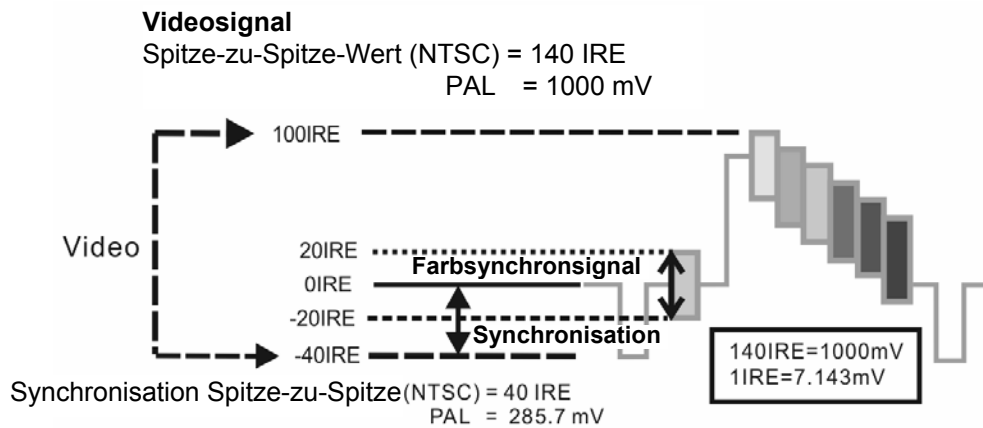 Videosignal
Spitze-zu-Spitze-Wert (NTSC) = 140 IRE
PAL = 1000 mV
100IRE
Video
20IRE
Farbsynchronsignal
0IRE
-20IRE
Synchronisation
-40IRE
140IRE=1000mV
1IRE=7.143mV
Synchronisation Spitze-zu-Spitze(NTSC) = 40 IRE
PAL = 285.7 mV